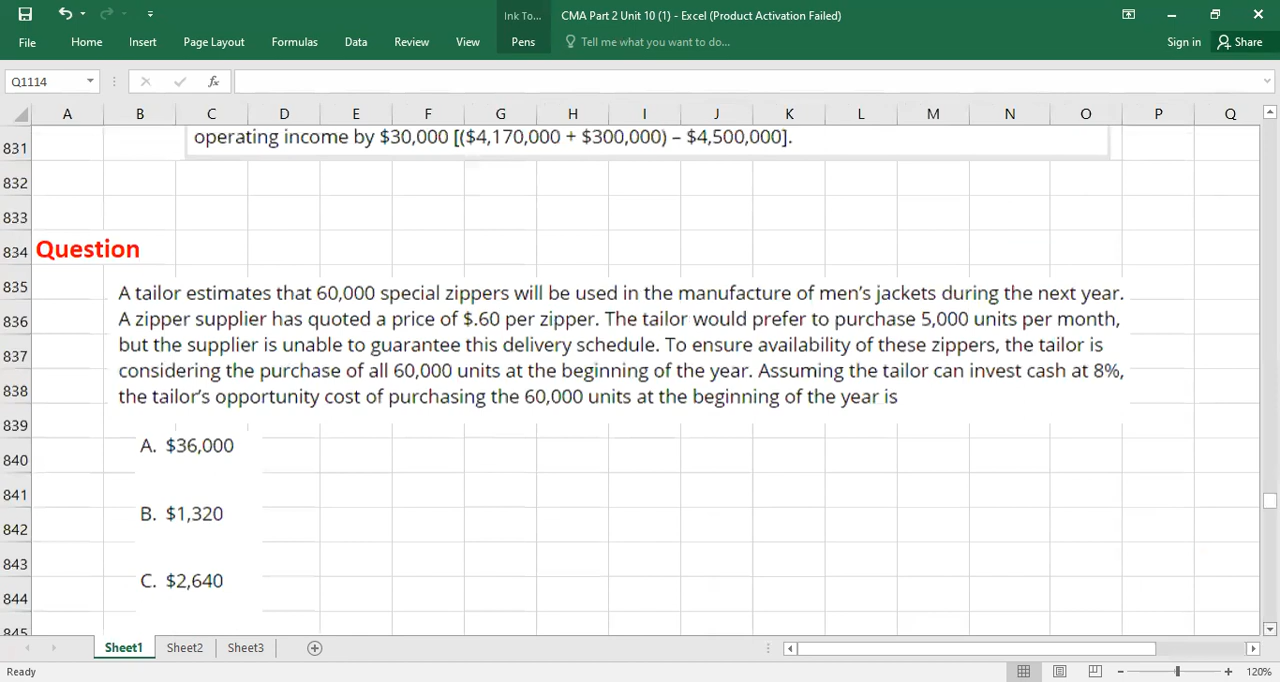 Ink To...
CMA Part 2 Unit 10 (1) - Excel (Product Activation Failed)
File Home Insert Page Layout Formulas Data Review View Pens Tell me what you want to do... Sign in Share
Q1114 fx
A B C D E F G H I J K L M N O P Q
831 operating income by $30,000 [($4,170,000 + $300,000) – $4,500,000].
832
833
834 Question
835 A tailor estimates that 60,000 special zippers will be used in the manufacture of men's jackets during the next year.
836 A zipper supplier has quoted a price of $.60 per zipper. The tailor would prefer to purchase 5,000 units per month,
837 but the supplier is unable to guarantee this delivery schedule. To ensure availability of these zippers, the tailor is
838 considering the purchase of all 60,000 units at the beginning of the year. Assuming the tailor can invest cash at 8%,
the tailor's opportunity cost of purchasing the 60,000 units at the beginning of the year is
839
840 A. $36,000
841
842 B. $1,320
843
844 C. $2,640
845
Sheet1 Sheet2 Sheet3
Ready 120%